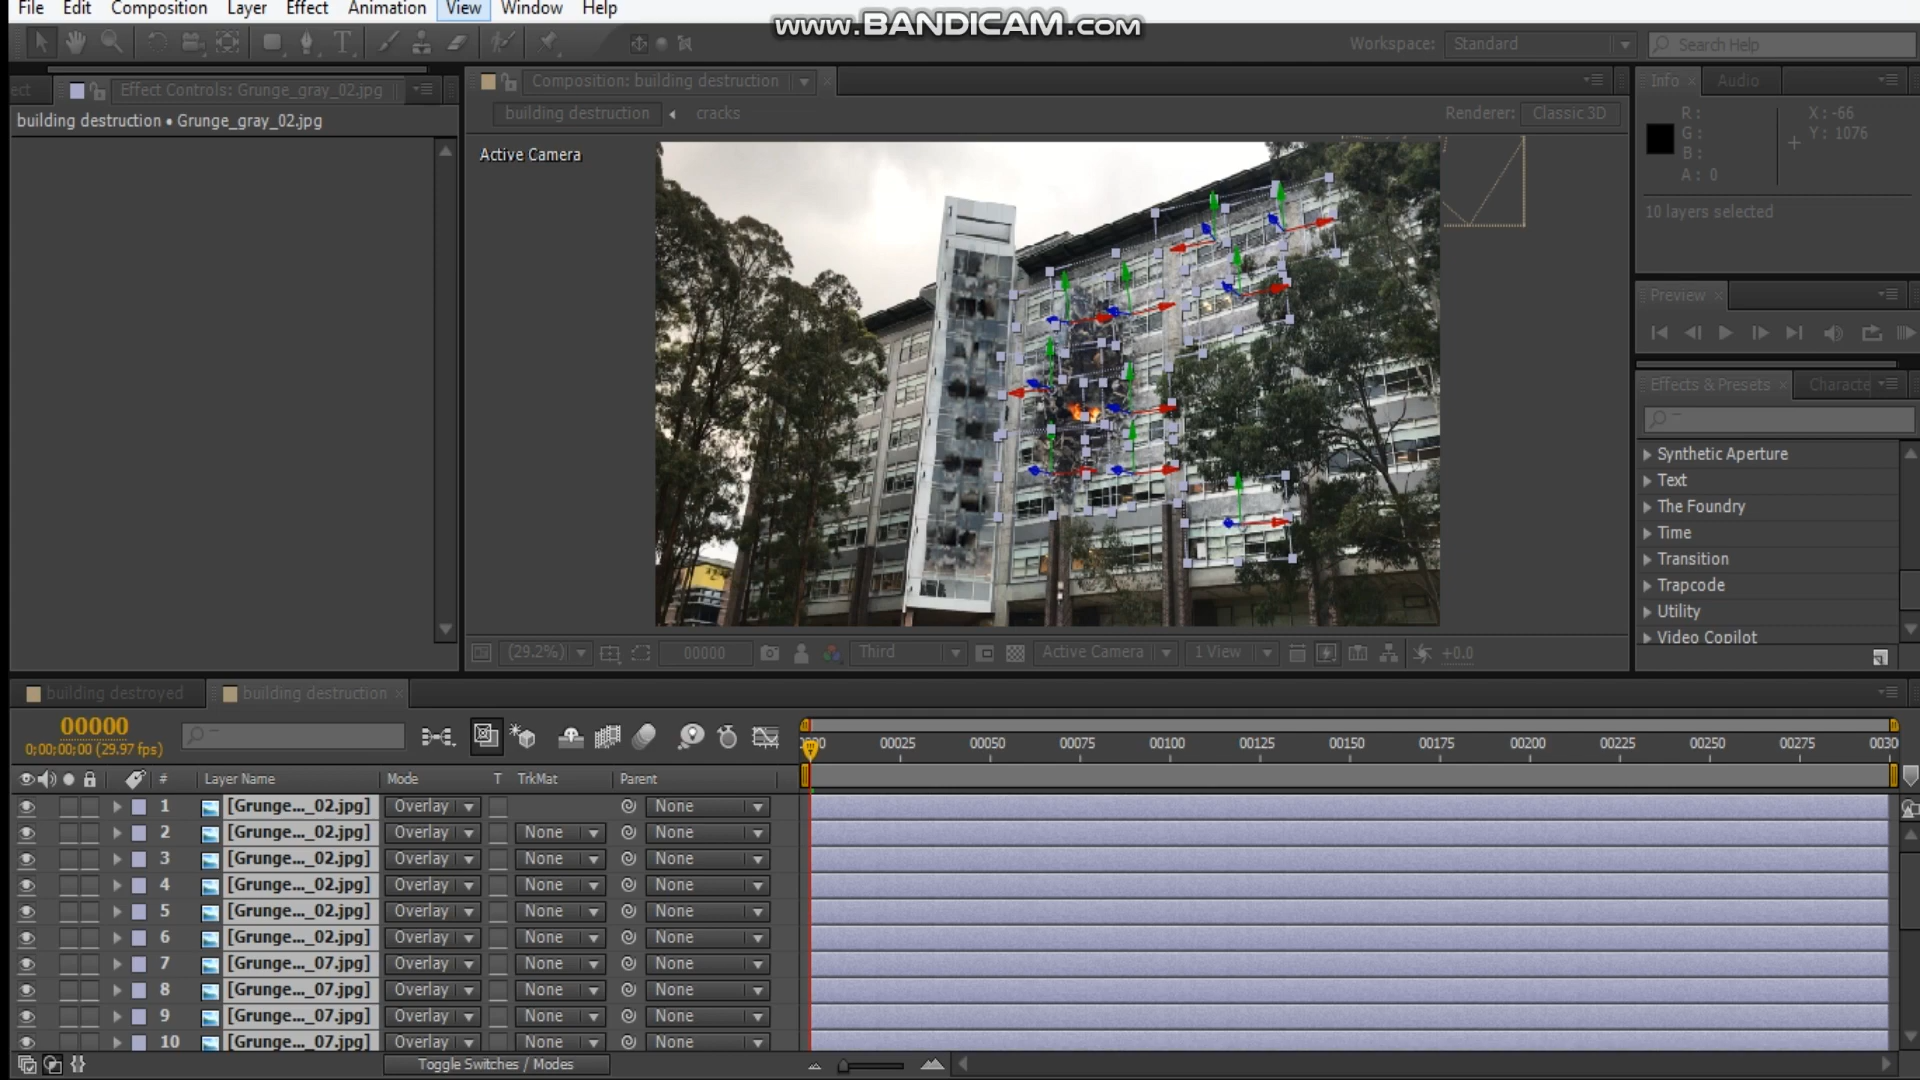 File Edit Composition Layer Effect Animation View Window Help
www.BANDICAM.com
Workspace: Standard Search Help
ect Effect Controls: Grunge_gray_02.jpg
building destruction • Grunge_gray_02.jpg
Composition: building destruction
building destruction cracks
Renderer: Classic 3D
Active Camera
(29.2%) 00000 Third Active Camera 1 View +0.0
Info Audio
R: X: -66
G: Y: 1076
B:
A: 0
10 layers selected
Preview
Effects & Presets Characte
Synthetic Aperture
Text
The Foundry
Time
Transition
Trapcode
Utility
Video Copilot
building destroyed building destruction
00000
0;00;00;00 (29.97 fps)
00025 00050 00075 00100 00125 00150 00175 00200 00225 00250 00275 0030
# Layer Name Mode T TrkMat Parent
1 [Grunge..._02.jpg] Overlay None
2 [Grunge..._02.jpg] Overlay None None
3 [Grunge..._02.jpg] Overlay None None
4 [Grunge..._02.jpg] Overlay None None
5 [Grunge..._02.jpg] Overlay None None
6 [Grunge..._02.jpg] Overlay None None
7 [Grunge..._07.jpg] Overlay None None
8 [Grunge..._07.jpg] Overlay None None
9 [Grunge..._07.jpg] Overlay None None
10 [Grunge..._07.jpg] Overlay None None
Toggle Switches / Modes